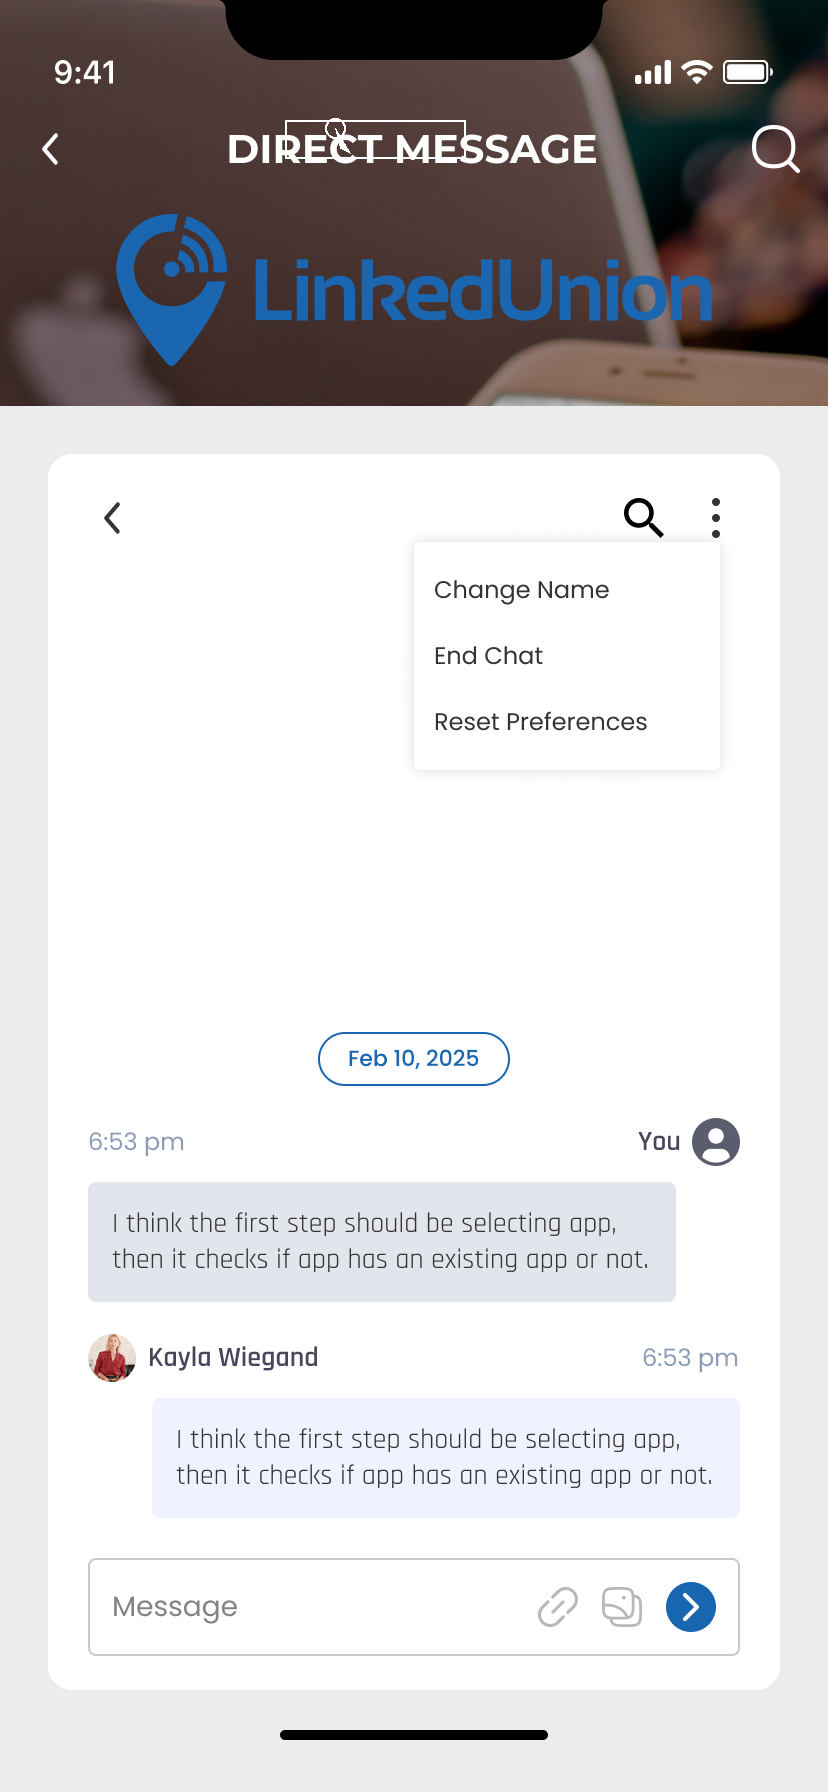 9:41
DIRECT MESSAGE
LinkedUnion
Change Name
End Chat
Reset Preferences
Feb 10, 2025
6:53 pm
You
I think the first step should be selecting app,
then it checks if app has an existing app or not.
Kayla Wiegand
6:53 pm
I think the first step should be selecting app,
then it checks if app has an existing app or not.
Message